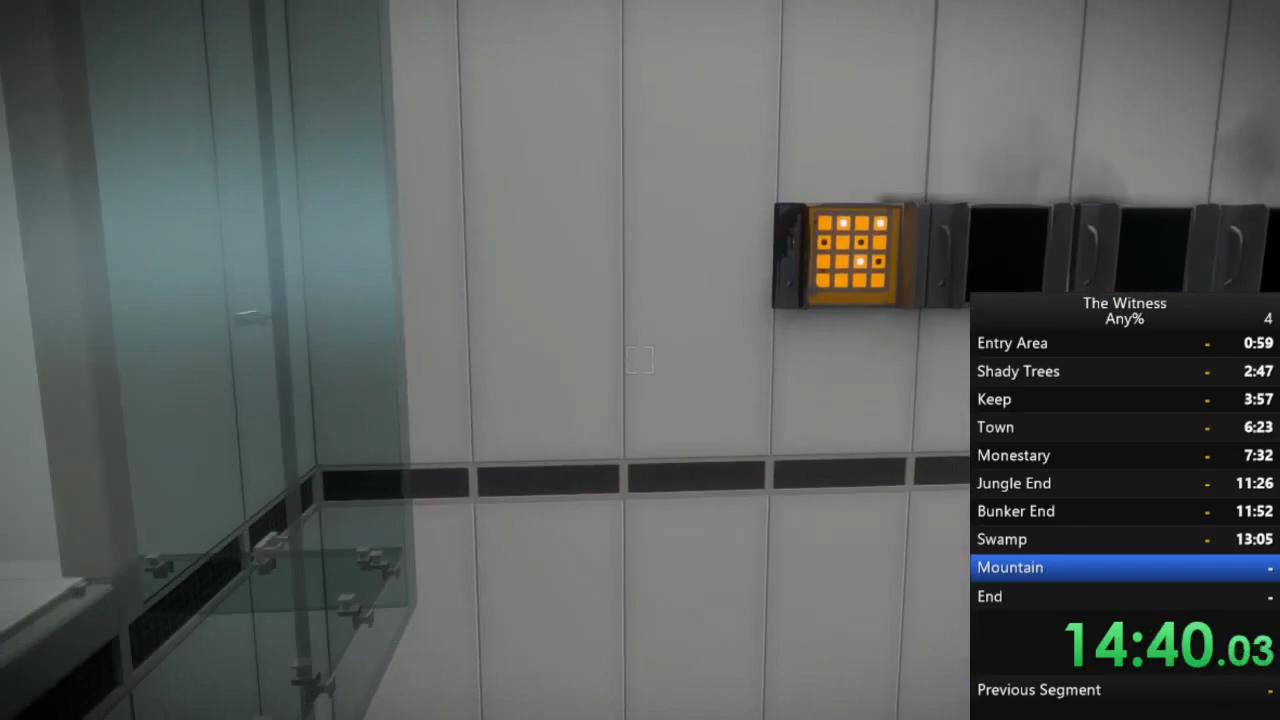 The Witness
Any% 4
Entry Area - 0:59
Shady Trees - 2:47
Keep - 3:57
Town - 6:23
Monestary - 7:32
Jungle End - 11:26
Bunker End - 11:52
Swamp - 13:05
Mountain -
End -
14:40.03
Previous Segment -